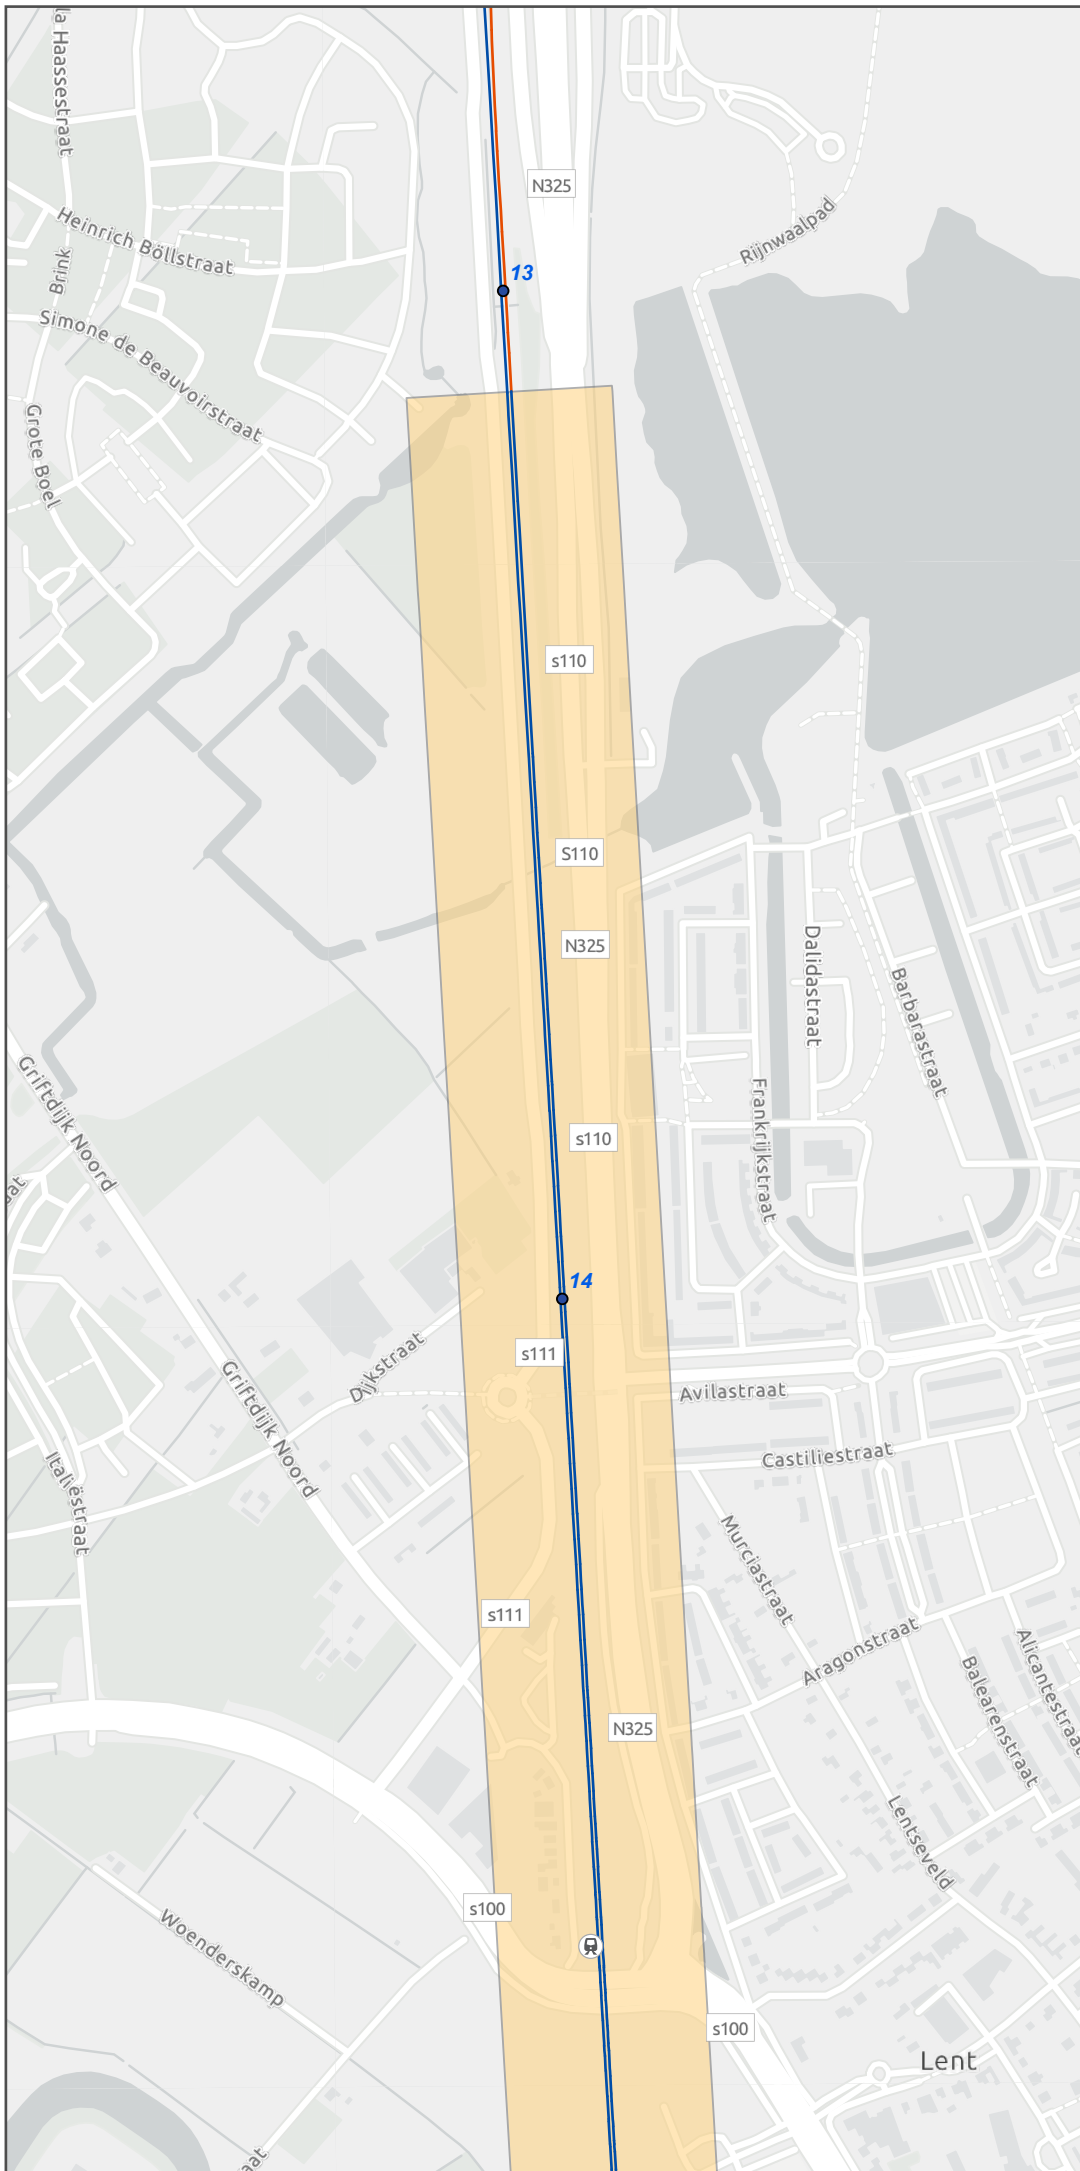 la Haassestraat
N325
Rijnwaalpad
Heinrich Böllstraat
Brink
13
Simone de Beauvoirstraat
Grote Boel
s110
S110
N325
Dalidastraat
Barbarastraat
Griftdijk Noord
Frankrijkstraat
s110
aat
14
s111
Dijkstraat
Avilastraat
Griftdijk Noord
Castiliestraat
Italiëstraat
Murciastraat
s111
Aragonstraat
Alicantestraat
Balearenstraat
N325
Lentseveld
s100
Woenderskamp
s100
Lent
aat